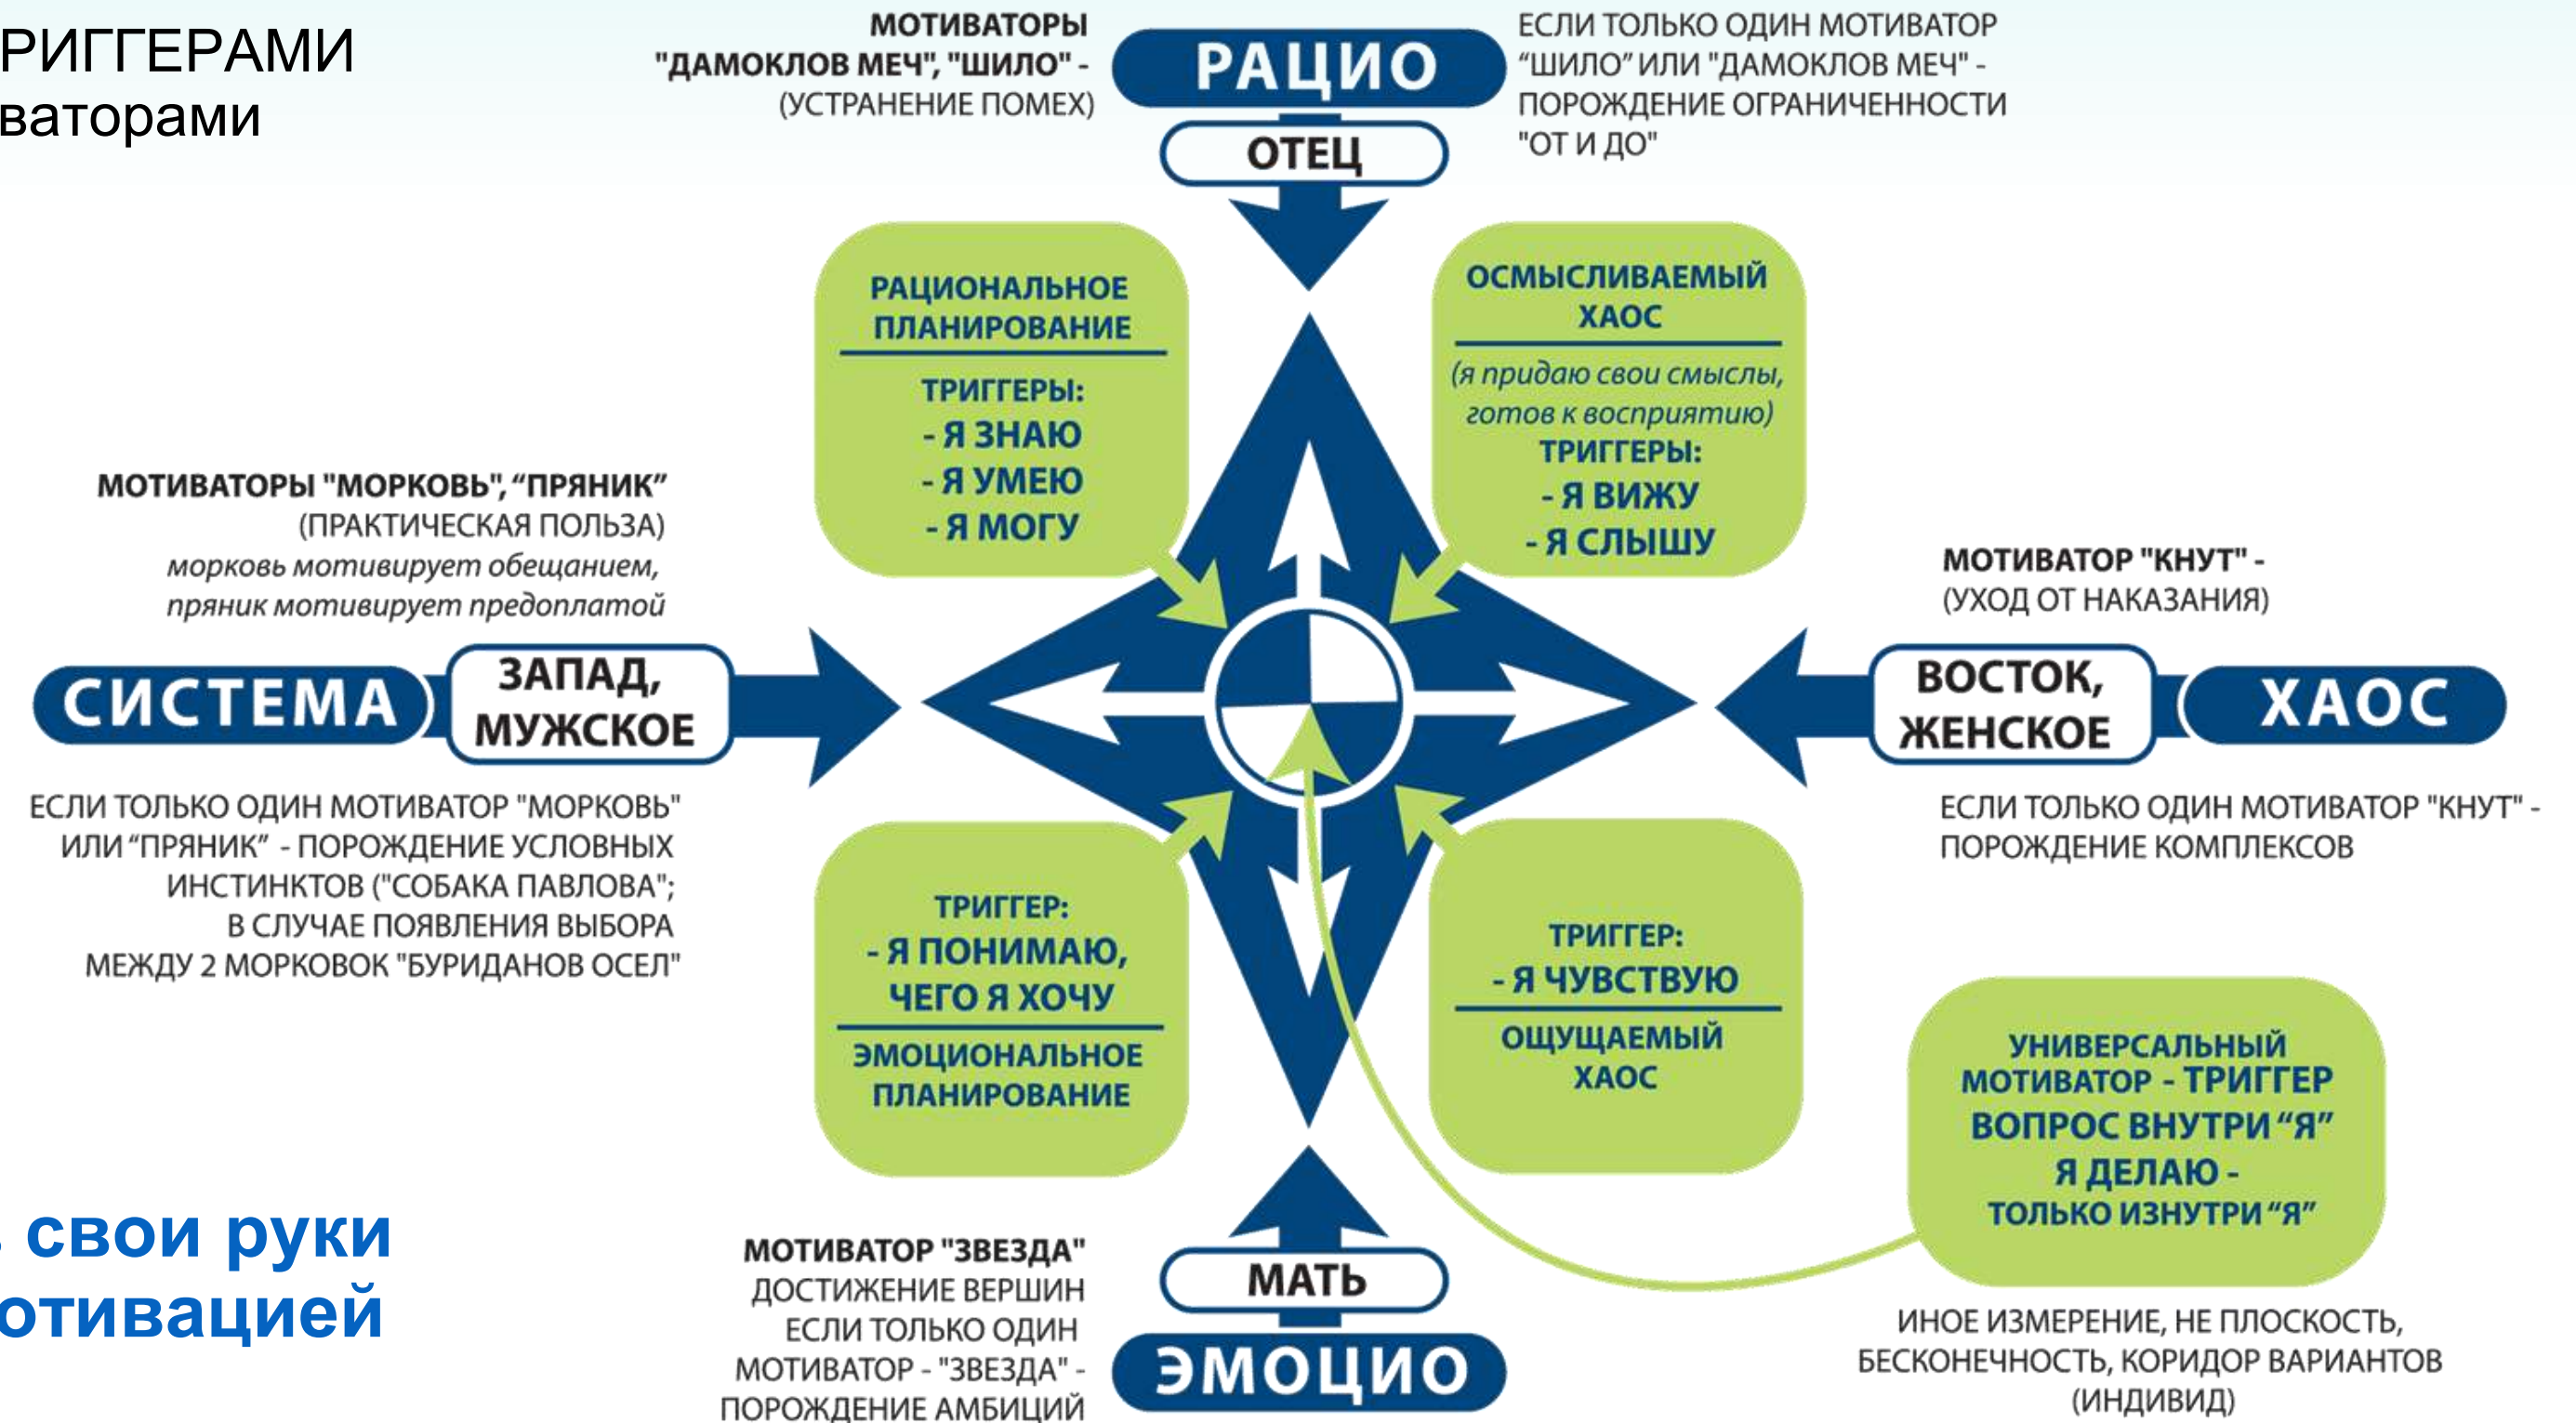 РИГГЕРАМИ
ваторами
МОТИВАТОРЫ
"ДАМОКЛОВ МЕЧ", "ШИЛО" -
(УСТРАНЕНИЕ ПОМЕХ)
РАЦИО
ОТЕЦ
ЕСЛИ ТОЛЬКО ОДИН МОТИВАТОР
“ШИЛО” ИЛИ "ДАМОКЛОВ МЕЧ" -
ПОРОЖДЕНИЕ ОГРАНИЧЕННОСТИ
"ОТ И ДО"
РАЦИОНАЛЬНОЕ
ПЛАНИРОВАНИЕ
ТРИГГЕРЫ:
- Я ЗНАЮ
- Я УМЕЮ
- Я МОГУ
ОСМЫСЛИВАЕМЫЙ
ХАОС
(я придаю свои смыслы,
готов к восприятию)
ТРИГГЕРЫ:
- Я ВИЖУ
- Я СЛЫШУ
МОТИВАТОРЫ "МОРКОВЬ", “ПРЯНИК”
(ПРАКТИЧЕСКАЯ ПОЛЬЗА)
морковь мотивирует обещанием,
пряник мотивирует предоплатой
СИСТЕМА
ЗАПАД,
МУЖСКОЕ
ЕСЛИ ТОЛЬКО ОДИН МОТИВАТОР "МОРКОВЬ"
ИЛИ “ПРЯНИК” - ПОРОЖДЕНИЕ УСЛОВНЫХ
ИНСТИНКТОВ ("СОБАКА ПАВЛОВА";
В СЛУЧАЕ ПОЯВЛЕНИЯ ВЫБОРА
МЕЖДУ 2 МОРКОВОК "БУРИДАНОВ ОСЕЛ"
МОТИВАТОР "КНУТ" -
(УХОД ОТ НАКАЗАНИЯ)
ВОСТОК,
ЖЕНСКОЕ
ХАОС
ЕСЛИ ТОЛЬКО ОДИН МОТИВАТОР "КНУТ" -
ПОРОЖДЕНИЕ КОМПЛЕКСОВ
ТРИГГЕР:
- Я ПОНИМАЮ,
ЧЕГО Я ХОЧУ
ЭМОЦИОНАЛЬНОЕ
ПЛАНИРОВАНИЕ
ТРИГГЕР:
- Я ЧУВСТВУЮ
ОЩУЩАЕМЫЙ
ХАОС
УНИВЕРСАЛЬНЫЙ
МОТИВАТОР - ТРИГГЕР
ВОПРОС ВНУТРИ “Я”
Я ДЕЛАЮ -
ТОЛЬКО ИЗНУТРИ “Я”
ИНОЕ ИЗМЕРЕНИЕ, НЕ ПЛОСКОСТЬ,
БЕСКОНЕЧНОСТЬ, КОРИДОР ВАРИАНТОВ
(ИНДИВИД)
свои руки
отивацией
МОТИВАТОР "ЗВЕЗДА"
ДОСТИЖЕНИЕ ВЕРШИН
ЕСЛИ ТОЛЬКО ОДИН
МОТИВАТОР - "ЗВЕЗДА" -
ПОРОЖДЕНИЕ АМБИЦИЙ
МАТЬ
ЭМОЦИО